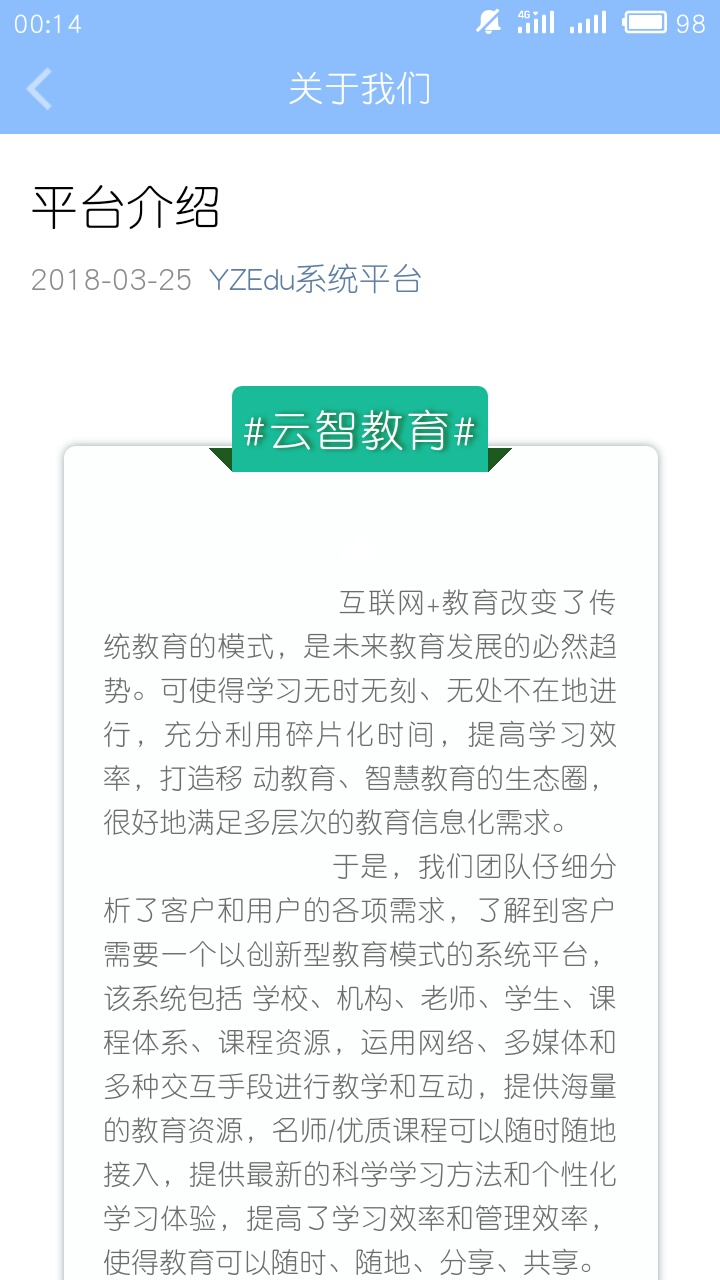 00:14
4G
98
关于我们
平台介绍
2018-03-25 YZEdu系统平台
#云智教育#
互联网+教育改变了传
统教育的模式，是未来教育发展的必然趋
势。可使得学习无时无刻、无处不在地进
行，充分利用碎片化时间，提高学习效
率，打造移 动教育、智慧教育的生态圈，
很好地满足多层次的教育信息化需求。
于是，我们团队仔细分
析了客户和用户的各项需求，了解到客户
需要一个以创新型教育模式的系统平台，
该系统包括 学校、机构、老师、学生、课
程体系、课程资源，运用网络、多媒体和
多种交互手段进行教学和互动，提供海量
的教育资源，名师/优质课程可以随时随地
接入，提供最新的科学学习方法和个性化
学习体验，提高了学习效率和管理效率，
使得教育可以随时、随地、分享、共享。